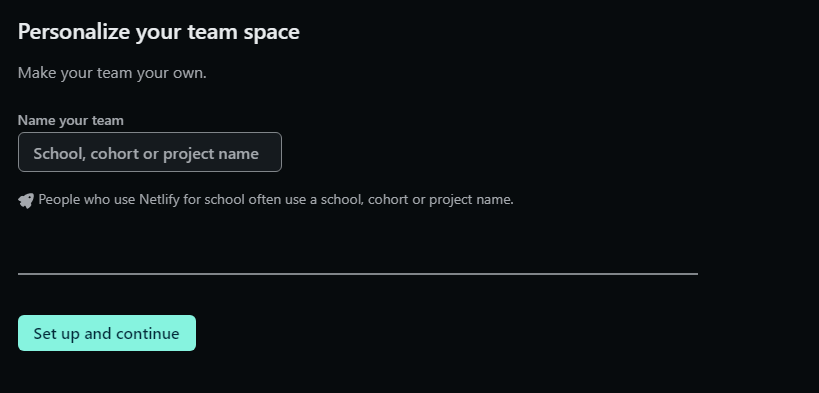 Personalize your team space
Make your team your own.
Name your team
School, cohort or project name
People who use Netlify for school often use a school, cohort or project name.
Set up and continue